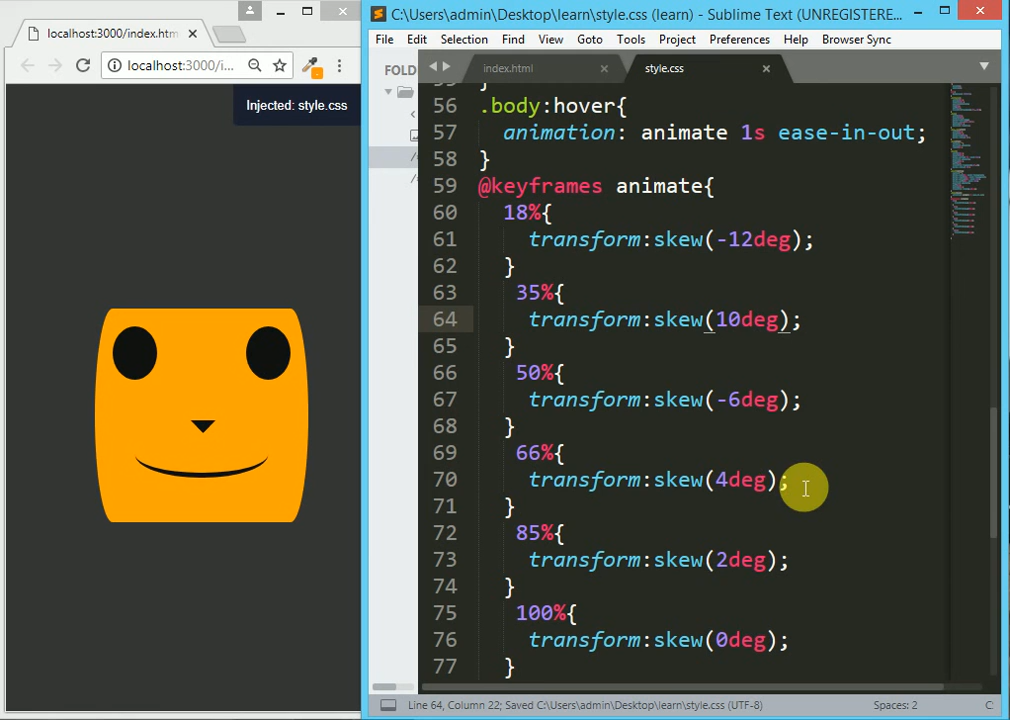 localhost:3000/index.htm
localhost:3000/i...
Injected: style.css
C:\Users\admin\Desktop\learn\style.css (learn) - Sublime Text (UNREGISTERE...
File Edit Selection Find View Goto Tools Project Preferences Help Browser Sync
FOLD
index.html
style.css
}
56 .body:hover{
57 animation: animate 1s ease-in-out;
58 }
59 @keyframes animate{
60 18%{
61 transform:skew(-12deg);
62 }
63 35%{
64 transform:skew(10deg);
65 }
66 50%{
67 transform:skew(-6deg);
68 }
69 66%{
70 transform:skew(4deg);
71 }
72 85%{
73 transform:skew(2deg);
74 }
75 100%{
76 transform:skew(0deg);
77 }
Line 64, Column 22; Saved C:\Users\admin\Desktop\learn\style.css (UTF-8)
Spaces: 2
C: